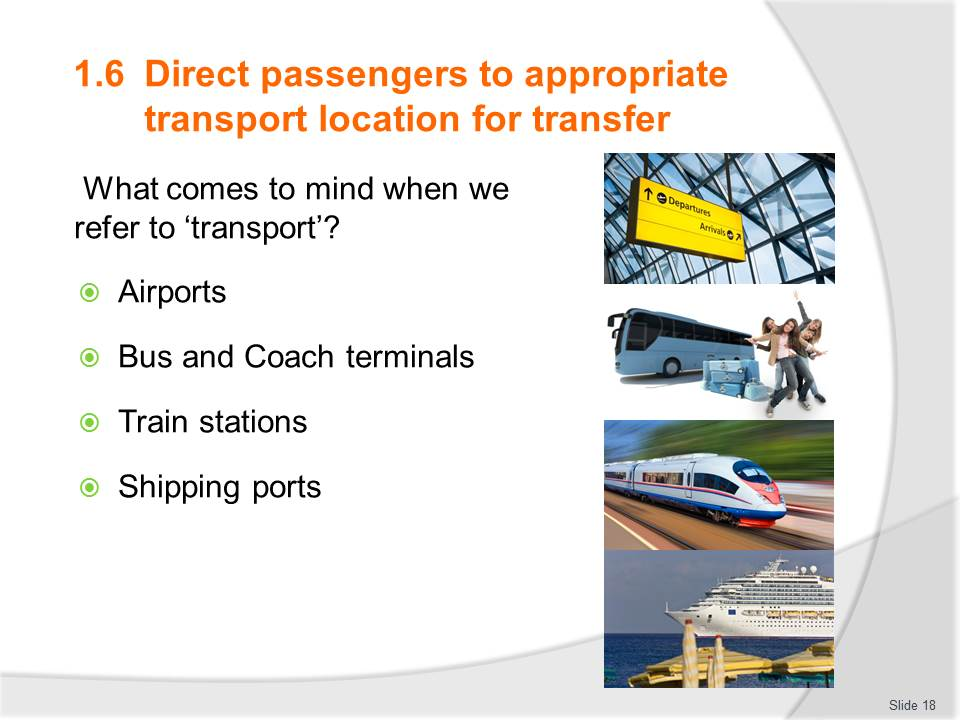 1.6 Direct passengers to appropriate
transport location for transfer
What comes to mind when we
refer to ‘transport’?
Airports
Bus and Coach terminals
Train stations
Shipping ports
Departures
Arrivals
Slide 18